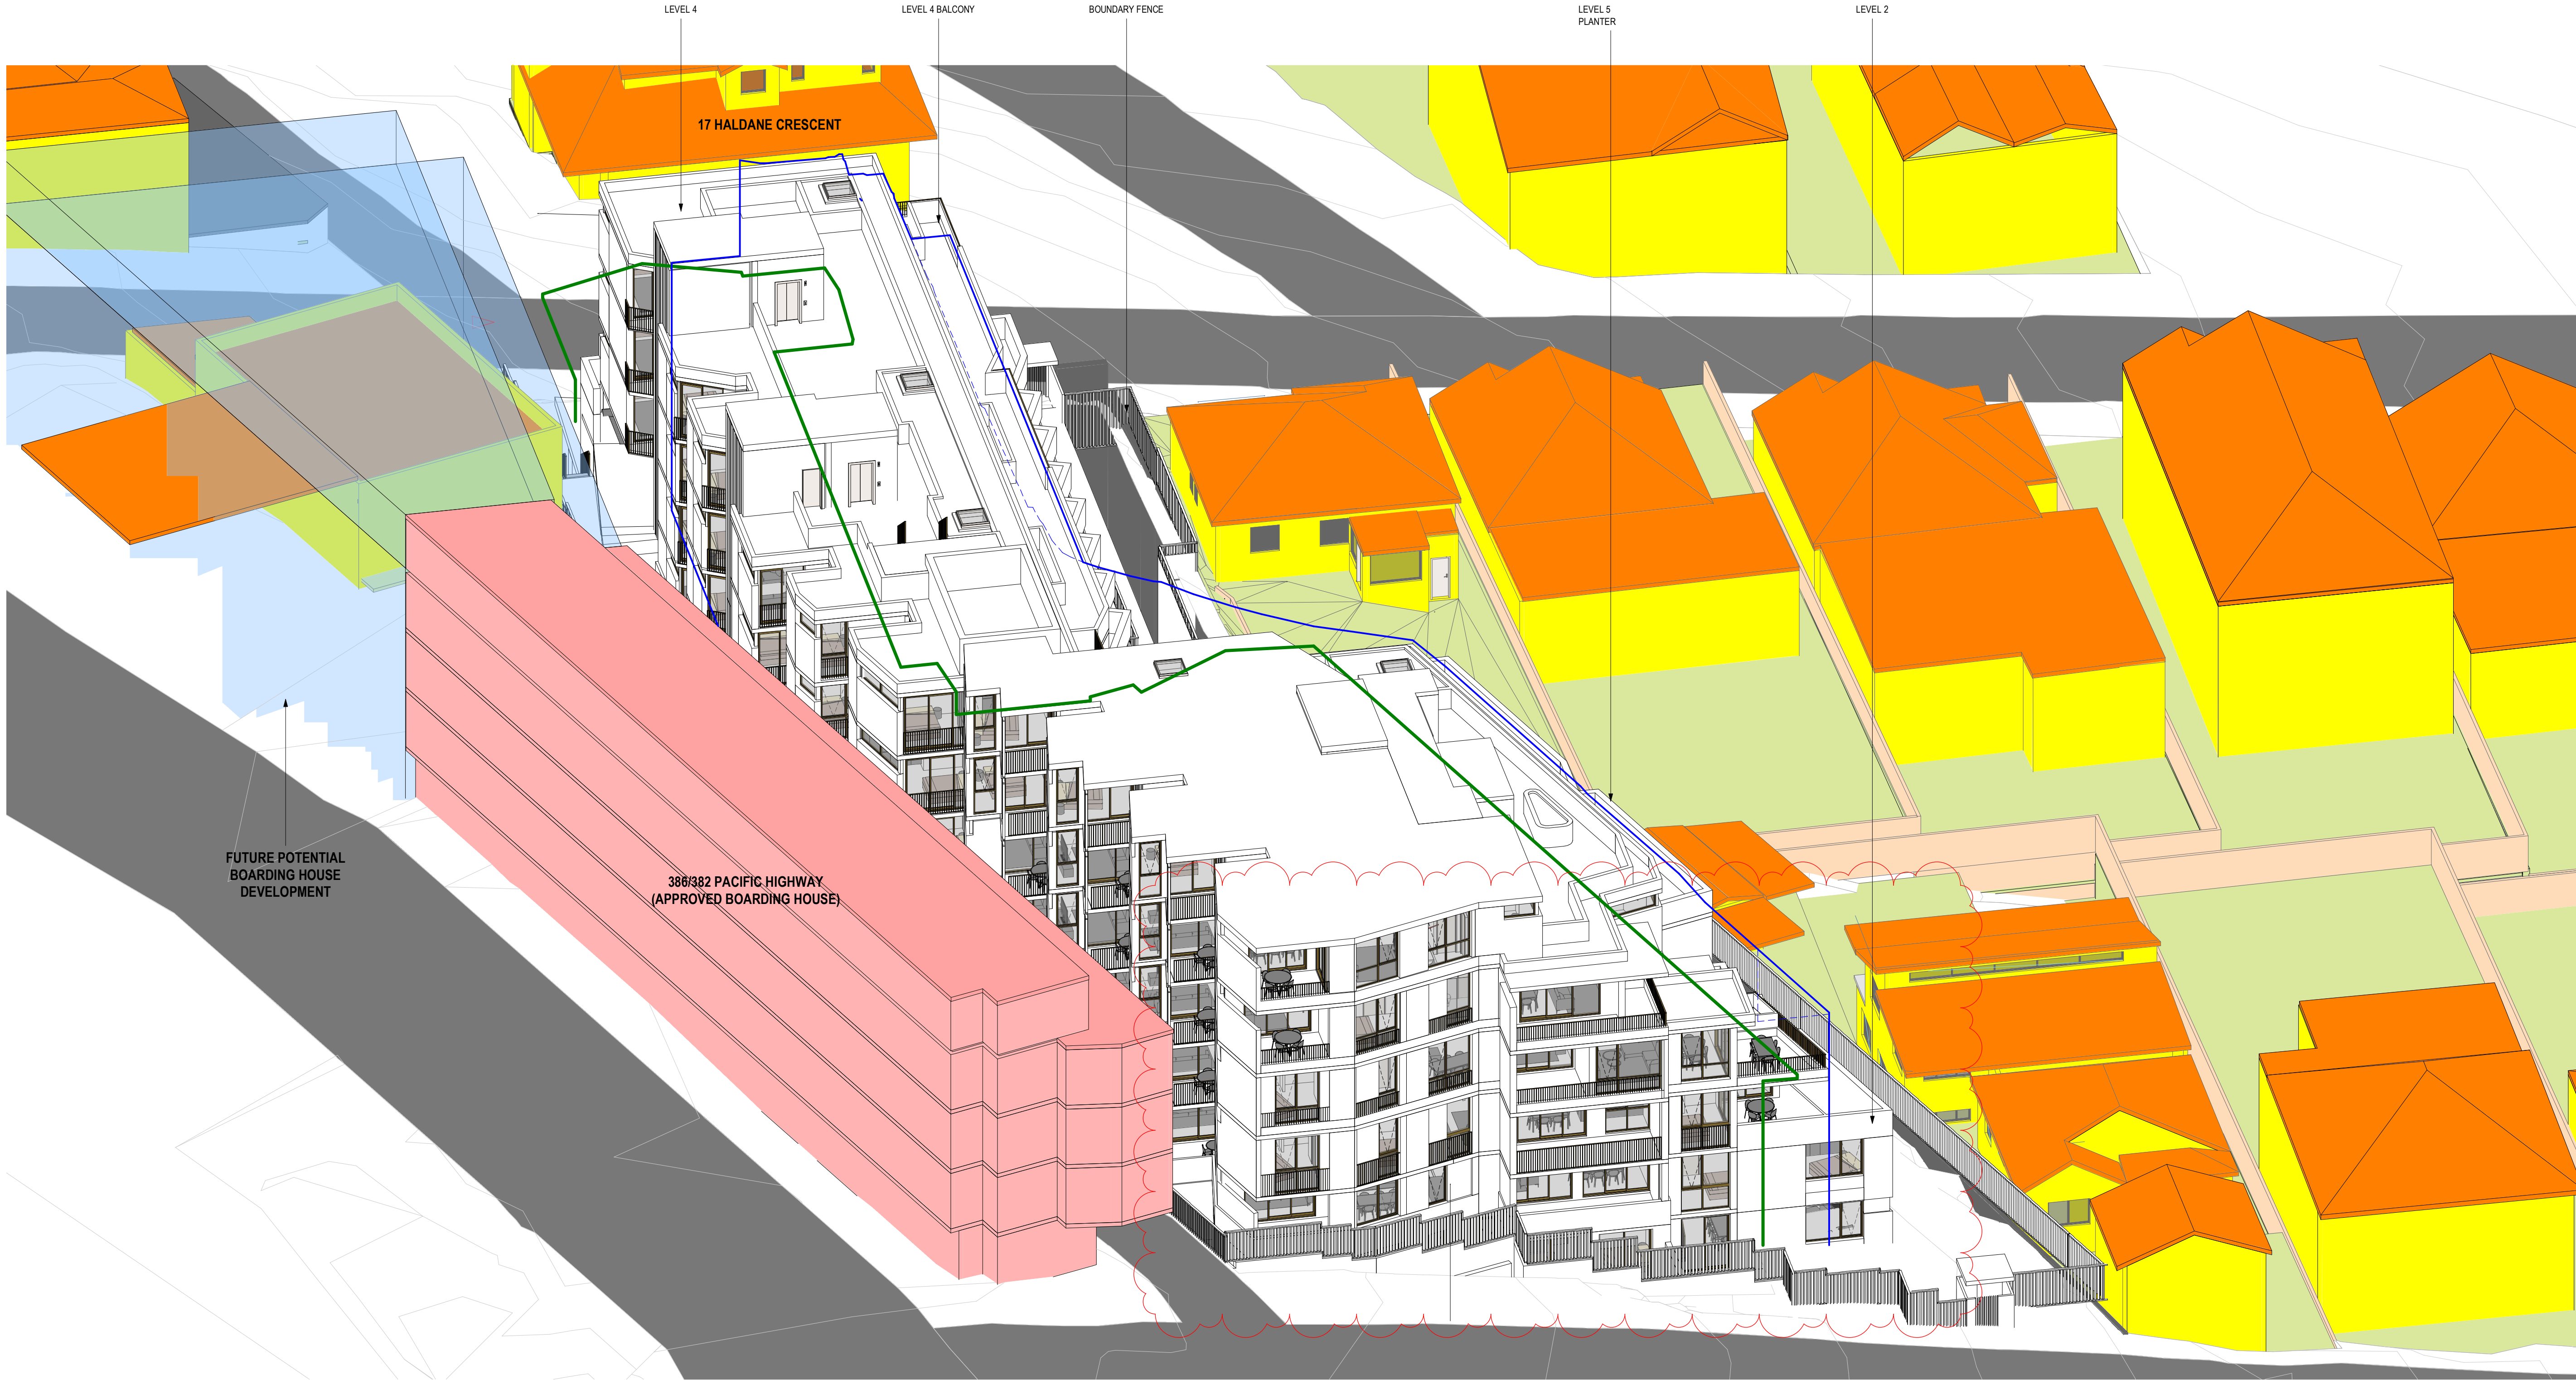 LEVEL 4
LEVEL 4 BALCONY
BOUNDARY FENCE
LEVEL 5
PLANTER
LEVEL 2
17 HALDANE CRESCENT
FUTURE POTENTIAL
BOARDING HOUSE
DEVELOPMENT
386/382 PACIFIC HIGHWAY
(APPROVED BOARDING HOUSE)